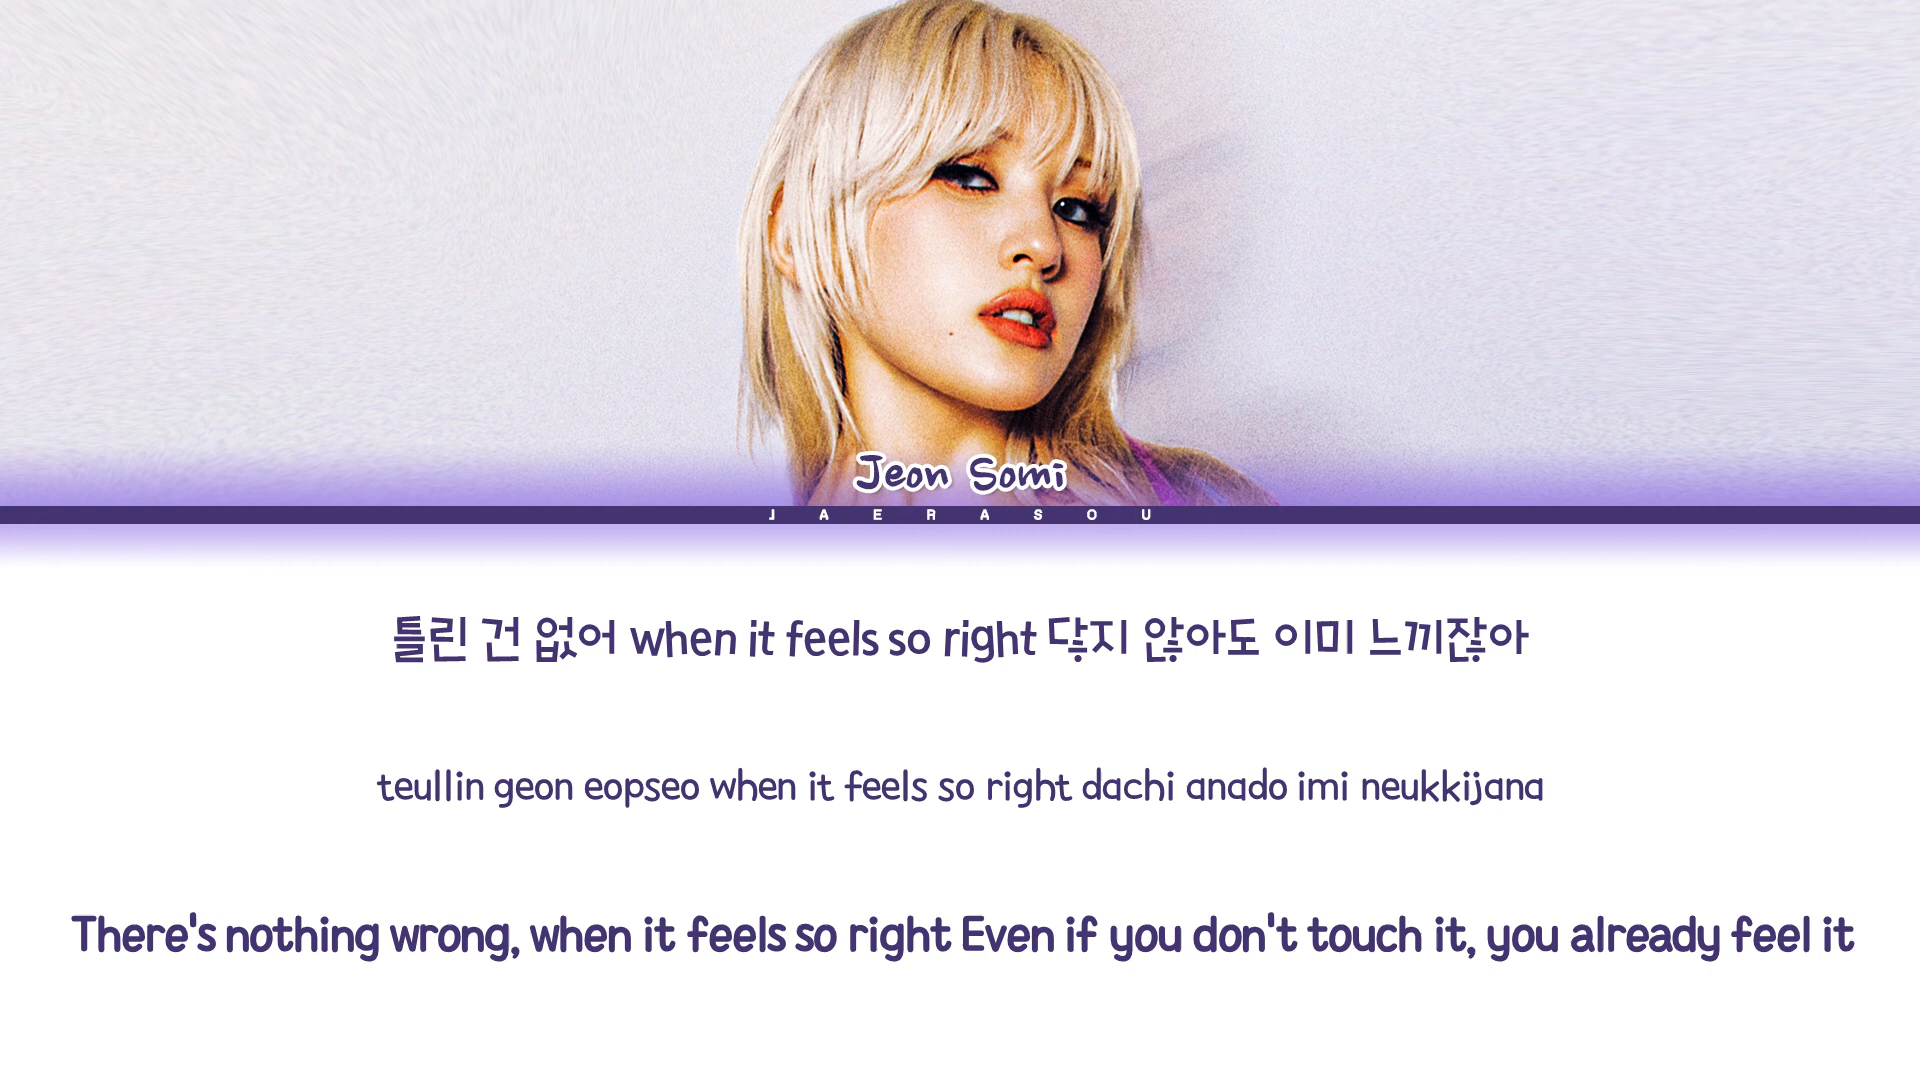 Jeon Somi
JAERASOU
틀린 건 없어 when it feels so right 닿지 않아도 이미 느끼잖아
teullin geon eopseo when it feels so right dachi anado imi neukkijana
There's nothing wrong, when it feels so right Even if you don't touch it, you already feel it